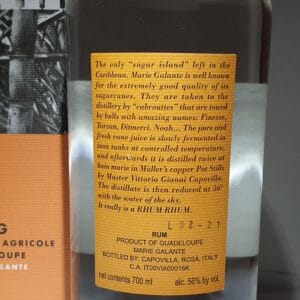 The only "sugar island" left in the
Caribbean. Marie Galante is well known
for the extremely good quality of its
sugarcanes. They are taken to the
distillery by "cabrouttes" that are towed
by bulls with amazing names: Finesse,
Tarzan, Ditmerci, Noah... The pure and
fresh cane juice is slowly fermented in
inox tanks at controlled temperature,
and afterwards it is distilled twice at
bain marie in Müller's copper Pot Stills
by Master Vittorio Gianni Capovilla.
The distillate is then reduced at 56°
with the water of the sky.
It really is a RHUM RHUM.
L02-21
RUM
PRODUCT OF GUADELOUPE
MARIE GALANTE
BOTTLED BY: CAPOVILLA, ROSA, ITALY
C.A. IT00VIA00016K
net contents 700 ml alc. 56% by vol.
G
AGRICOLE
OUPE
ALANTE